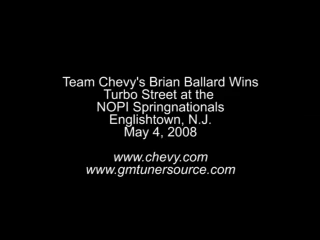 Team Chevy's Brian Ballard Wins
Turbo Street at the
NOPI Springnationals
Englishtown, N.J.
May 4, 2008
www.chevy.com
www.gmtunersource.com